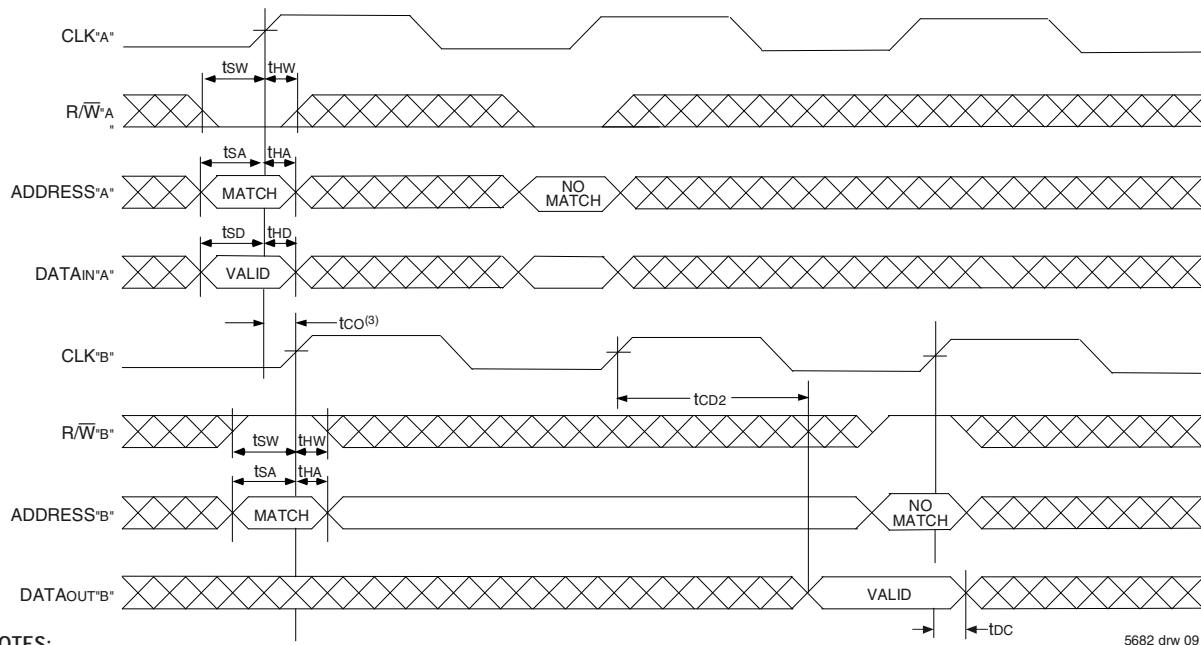 CLK"A"
tSW tHW
R/W"A
"
tSA tHA
ADDRESS"A" MATCH NO MATCH
tSD tHD
DATAIN"A" VALID
tCO(3)
CLK"B"
tCD2
R/W"B"
tSW tHW
tSA tHA
ADDRESS"B" MATCH NO MATCH
DATAOUT"B" VALID
tDC
OTES:
5682 drw 09